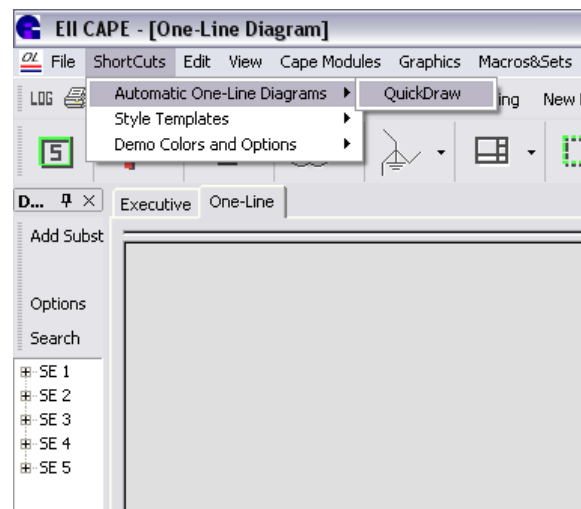 EII CAPE - [One-Line Diagram]
OL File ShortCuts Edit View Cape Modules Graphics Macros&Sets
LOG
Automatic One-Line Diagrams
QuickDraw
New
Style Templates
Demo Colors and Options
S
D...
Executive One-Line
Add Subst
Options
Search
SE 1
SE 2
SE 3
SE 4
SE 5